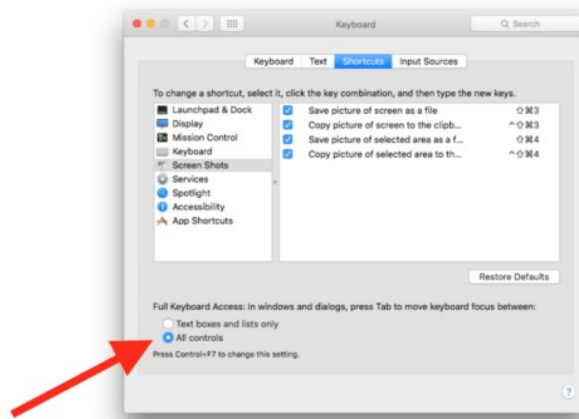 Keyboard
Search
Keyboard Text Shortcuts Input Sources
To change a shortcut, select it, click the key combination, and then type the new keys.
Launchpad & Dock
Display
Mission Control
Keyboard
Screen Shots
Services
Spotlight
Accessibility
App Shortcuts
Save picture of screen as a file ⇧⌘3
Copy picture of screen to the clipb... ^⇧⌘3
Save picture of selected area as a f... ⇧⌘4
Copy picture of selected area to th... ^⇧⌘4
Restore Defaults
Full Keyboard Access: In windows and dialogs, press Tab to move keyboard focus between:
Text boxes and lists only
All controls
Press Control+F7 to change this setting.
?